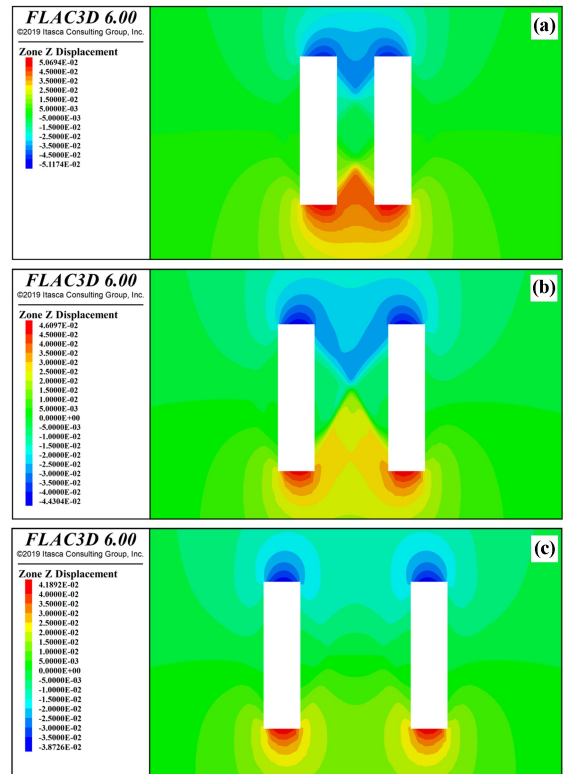 FLAC3D 6.00
©2019 Itasca Consulting Group, Inc.
Zone Z Displacement
5.0694E-02
4.5000E-02
3.5000E-02
2.5000E-02
1.5000E-02
5.0000E-03
-5.0000E-03
-1.5000E-02
-2.5000E-02
-3.5000E-02
-4.5000E-02
-5.1174E-02
(a)
FLAC3D 6.00
©2019 Itasca Consulting Group, Inc.
Zone Z Displacement
4.6097E-02
4.5000E-02
4.0000E-02
3.5000E-02
3.0000E-02
2.5000E-02
2.0000E-02
1.5000E-02
1.0000E-02
5.0000E-03
0.0000E+00
-5.0000E-03
-1.0000E-02
-1.5000E-02
-2.0000E-02
-2.5000E-02
-3.0000E-02
-3.5000E-02
-4.0000E-02
-4.4304E-02
(b)
FLAC3D 6.00
©2019 Itasca Consulting Group, Inc.
Zone Z Displacement
4.1892E-02
4.0000E-02
3.5000E-02
3.0000E-02
2.5000E-02
2.0000E-02
1.5000E-02
1.0000E-02
5.0000E-03
0.0000E+00
-5.0000E-03
-1.0000E-02
-1.5000E-02
-2.0000E-02
-2.5000E-02
-3.0000E-02
-3.5000E-02
-3.8726E-02
(c)